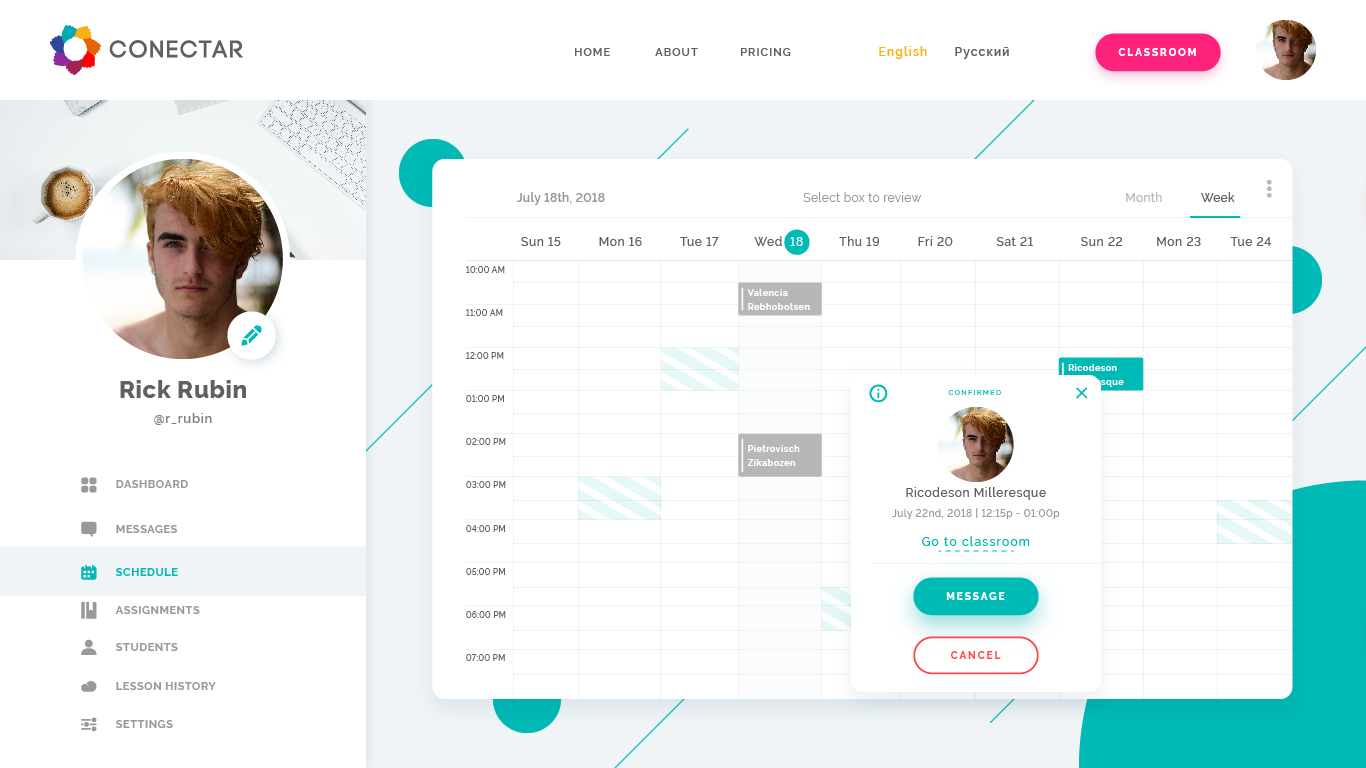 CONECTAR
HOME
ABOUT
PRICING
English
Русский
CLASSROOM
Rick Rubin
@r_rubin
DASHBOARD
MESSAGES
SCHEDULE
ASSIGNMENTS
STUDENTS
LESSON HISTORY
SETTINGS
July 18th, 2018
Select box to review
Month
Week
Sun 15
Mon 16
Tue 17
Wed 18
Thu 19
Fri 20
Sat 21
Sun 22
Mon 23
Tue 24
10:00 AM
11:00 AM
12:00 PM
01:00 PM
02:00 PM
03:00 PM
04:00 PM
05:00 PM
06:00 PM
07:00 PM
Valencia
Rebhobotsen
Pietrovisch
Zikabozen
Ricodeson
esque
CONFIRMED
Ricodeson Milleresque
July 22nd, 2018 | 12:15p - 01:00p
Go to classroom
MESSAGE
CANCEL